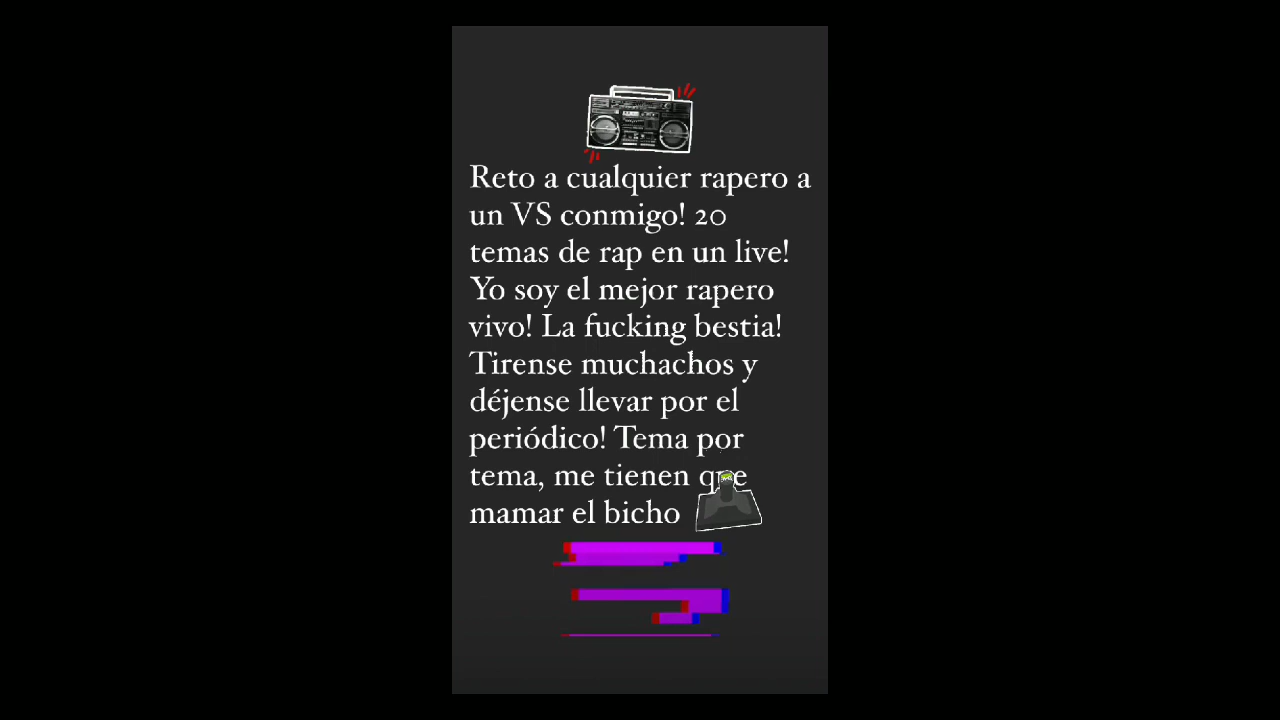 Reto a cualquier rapero a
un VS conmigo! 20
temas de rap en un live!
Yo soy el mejor rapero
vivo! La fucking bestia!
Tirense muchachos y
déjense llevar por el
periódico! Tema por
tema, me tienen que
mamar el bicho